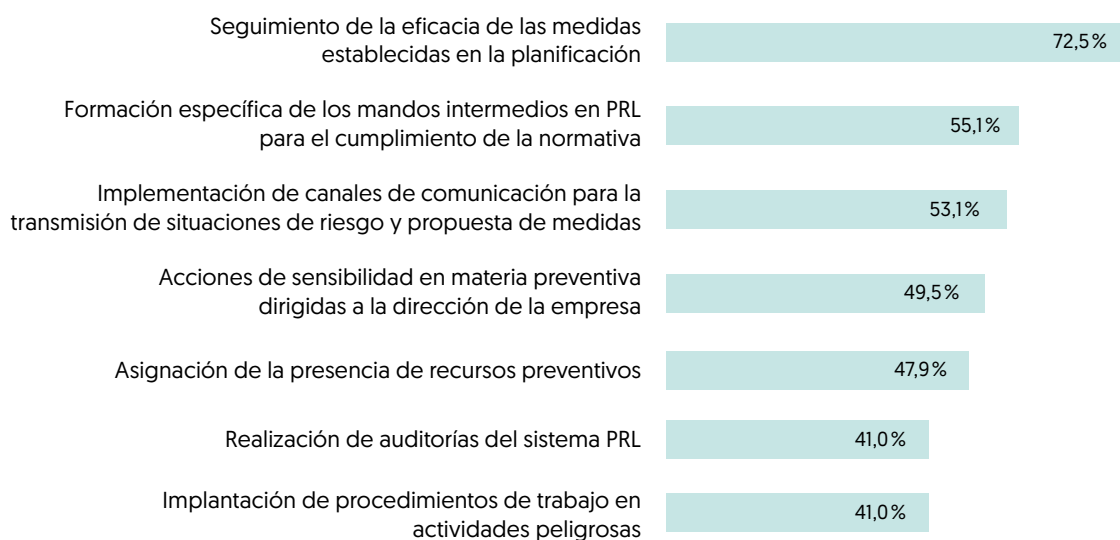 Seguimiento de la eficacia de las medidas
establecidas en la planificación
72,5%
Formación específica de los mandos intermedios en PRL
para el cumplimiento de la normativa
55,1%
Implementación de canales de comunicación para la
transmisión de situaciones de riesgo y propuesta de medidas
53,1%
Acciones de sensibilidad en materia preventiva
dirigidas a la dirección de la empresa
49,5%
Asignación de la presencia de recursos preventivos
47,9%
Realización de auditorías del sistema PRL
41,0%
Implantación de procedimientos de trabajo en
actividades peligrosas
41,0%